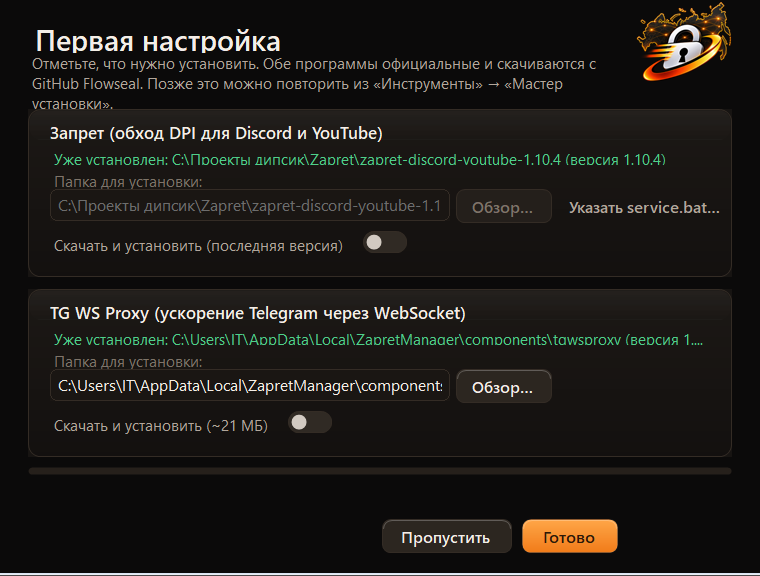 Первая настройка
Отметьте, что нужно установить. Обе программы официальные и скачиваются с
GitHub Flowseal. Позже это можно повторить из «Инструменты» → «Мастер
установки».
Запрет (обход DPI для Discord и YouTube)
Уже установлен: C:\Проекты дипсик\Zapret\zapret-discord-youtube-1.10.4 (версия 1.10.4)
Папка для установки:
C:\Проекты дипсик\Zapret\zapret-discord-youtube-1.1
Обзор...
Указать service.bat...
Скачать и установить (последняя версия)
TG WS Proxy (ускорение Telegram через WebSocket)
Уже установлен: C:\Users\IT\AppData\Local\ZapretManager\components\tgwsproxy (версия 1....
Папка для установки:
C:\Users\IT\AppData\Local\ZapretManager\components
Обзор...
Скачать и установить (~21 МБ)
Пропустить
Готово